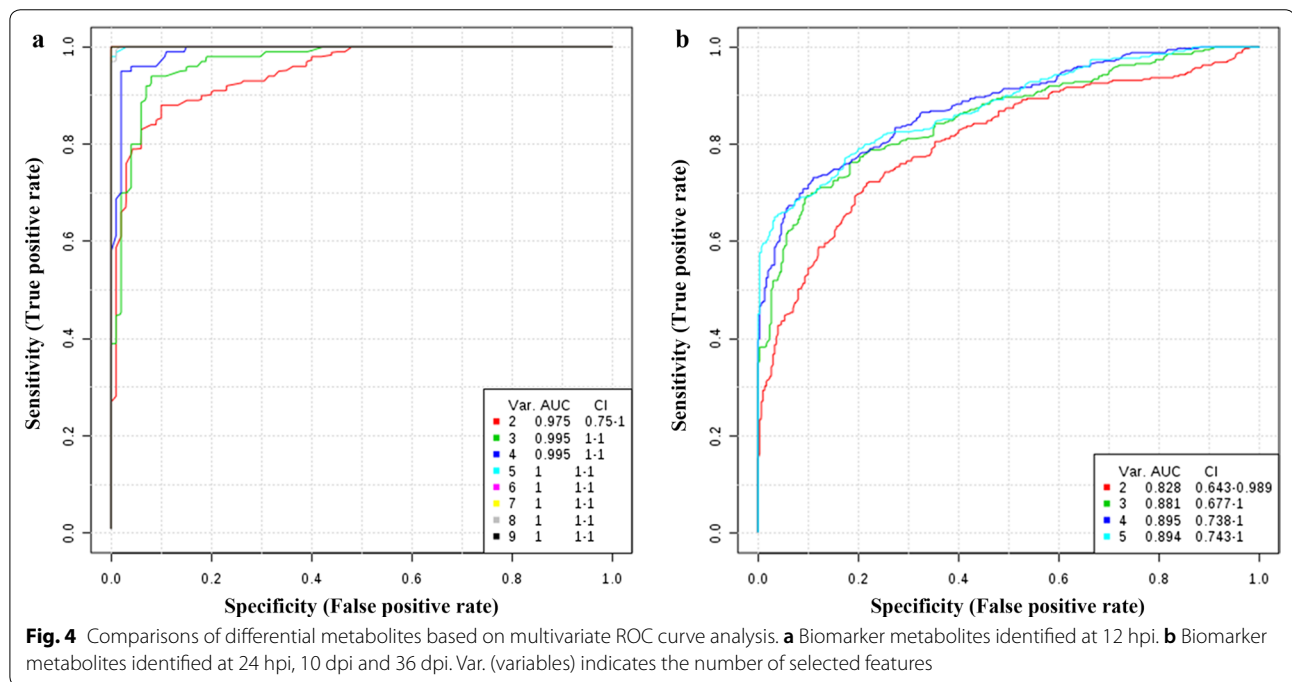 a
Sensitivity (True positive rate)
1.0
0.8
0.6
0.4
0.2
0.0
Var. AUC CI
2 0.975 0.75-1
3 0.995 1-1
4 0.995 1-1
5 1 1-1
6 1 1-1
7 1 1-1
8 1 1-1
9 1 1-1
0.0 0.2 0.4 0.6 0.8 1.0
Specificity (False positive rate)
b
Sensitivity (True positive rate)
1.0
0.8
0.6
0.4
0.2
0.0
Var. AUC CI
2 0.828 0.643-0.989
3 0.881 0.677-1
4 0.895 0.738-1
5 0.894 0.743-1
0.0 0.2 0.4 0.6 0.8 1.0
Specificity (False positive rate)
Fig. 4 Comparisons of differential metabolites based on multivariate ROC curve analysis. a Biomarker metabolites identified at 12 hpi. b Biomarker
metabolites identified at 24 hpi, 10 dpi and 36 dpi. Var. (variables) indicates the number of selected features